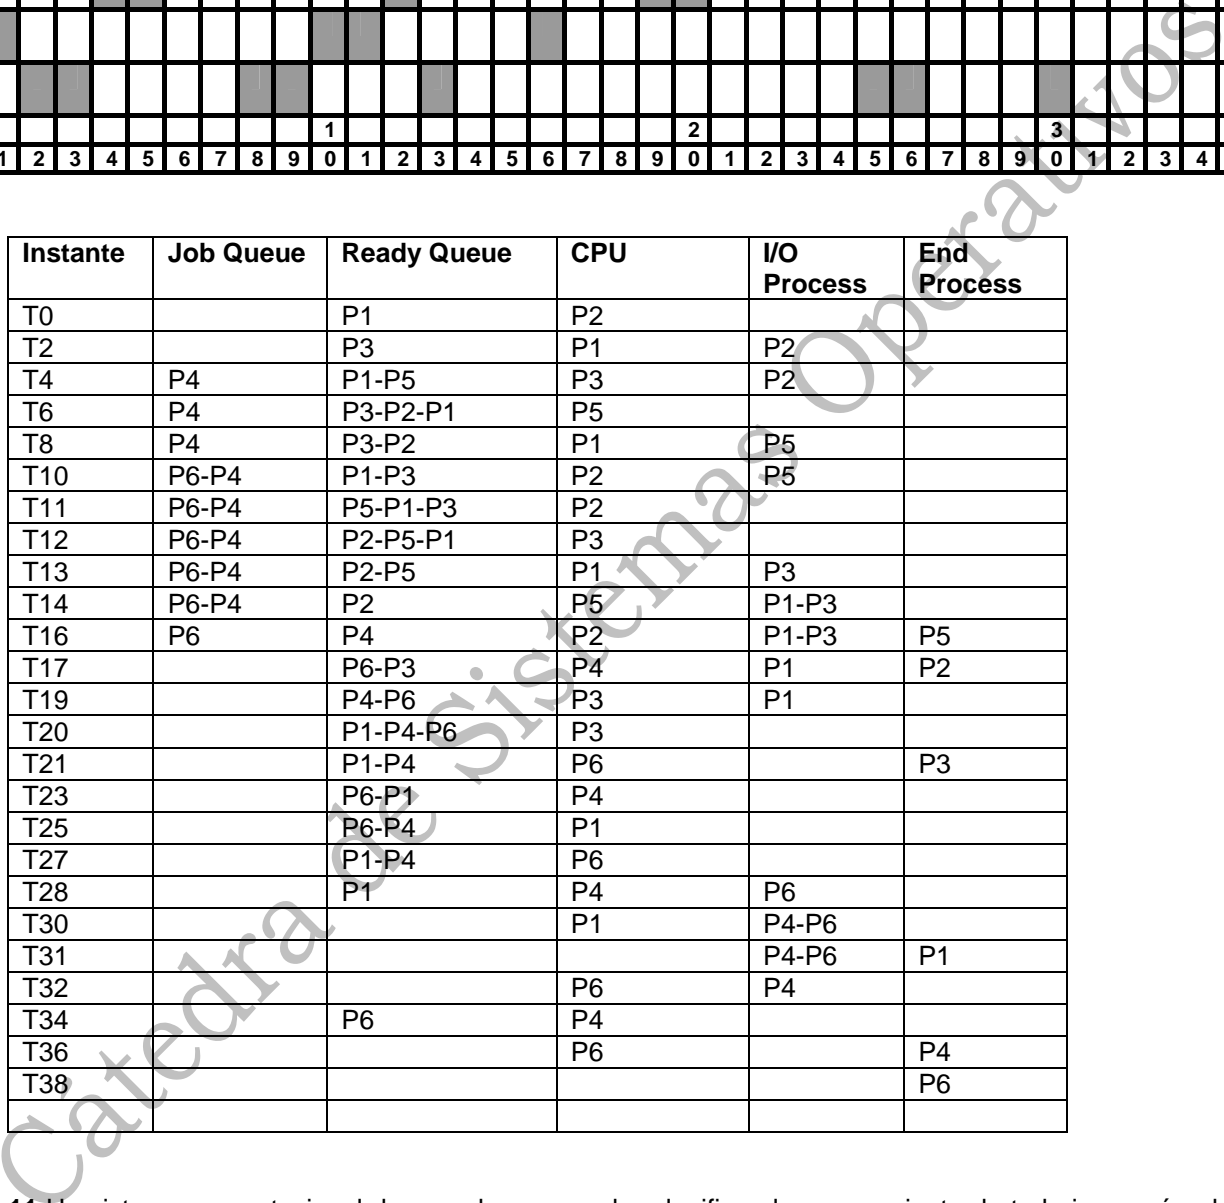 1 2 3
1 2 3 4 5 6 7 8 9 0 1 2 3 4 5 6 7 8 9 0 1 2 3 4 5 6 7 8 9 0 1 2 3 4
Instante Job Queue Ready Queue CPU I/O Process End Process
T0 P1 P2
T2 P3 P1 P2
T4 P4 P1-P5 P3 P2
T6 P4 P3-P2-P1 P5
T8 P4 P3-P2 P1 P5
T10 P6-P4 P1-P3 P2 P5
T11 P6-P4 P5-P1-P3 P2
T12 P6-P4 P2-P5-P1 P3
T13 P6-P4 P2-P5 P1 P3
T14 P6-P4 P2 P5 P1-P3
T16 P6 P4 P2 P1-P3 P5
T17 P6-P3 P4 P1 P2
T19 P4-P6 P3 P1
T20 P1-P4-P6 P3
T21 P1-P4 P6 P3
T23 P6-P1 P4
T25 P6-P4 P1
T27 P1-P4 P6
T28 P1 P4 P6
T30 P1 P4-P6
T31 P4-P6 P1
T32 P6 P4
T34 P6 P4
T36 P6 P4
T38 P6
Cátedra de Sistemas Operativos